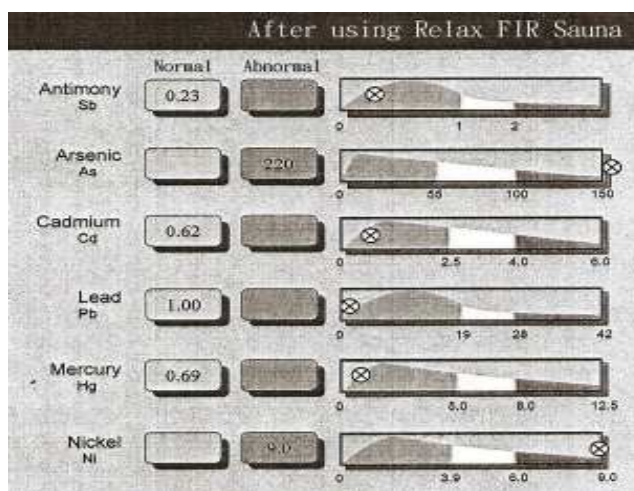 After using Relax FIR Sauna
Normal Abnormal
Antimony
Sb
0.23
0 1 2
Arsenic
As
220
0 55 100 150
Cadmium
Cd
0.62
0 2.5 4.0 6.0
Lead
Pb
1.00
0 19 28 42
Mercury
Hg
0.69
0 5.0 8.0 12.5
Nickel
Ni
9.0
0 3.9 6.0 9.0